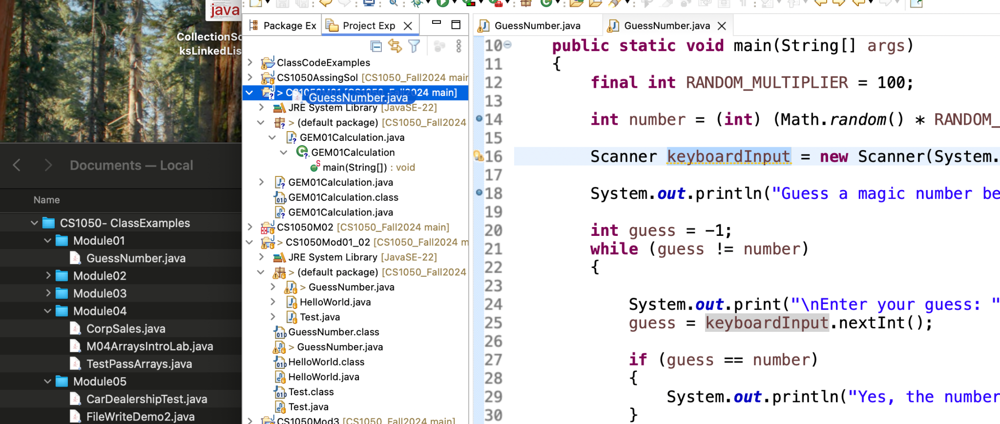 java
CollectionSo
ksLinkedLis
Documents — Local
Name
CS1050- ClassExamples
Module01
GuessNumber.java
Module02
Module03
Module04
CorpSales.java
M04ArraysIntroLab.java
TestPassArrays.java
Module05
CarDealershipTest.java
FileWriteDemo2.java
Package Ex
Project Exp
ClassCodeExamples
CS1050AssingSol [CS1050_Fall2024 main
> CS1050M01 [CS1050_Fall2024 main]
GuessNumber.java
JRE System Library [JavaSE-22]
> (default package) [CS1050_Fall2024
GEM01Calculation.java
GEM01Calculation
main(String[]) : void
GEM01Calculation.java
GEM01Calculation.class
GEM01Calculation.java
CS1050M02 [CS1050_Fall2024 main]
> CS1050Mod01_02 [CS1050_Fall2024 m
JRE System Library [JavaSE-22]
> (default package) [CS1050_Fall2024
> GuessNumber.java
HelloWorld.java
Test.java
GuessNumber.class
> GuessNumber.java
HelloWorld.class
HelloWorld.java
Test.class
Test.java
CS1050Mod3 [CS1050_Fall2024 main]
GuessNumber.java
GuessNumber.java
10 public static void main(String[] args)
11 {
12 final int RANDOM_MULTIPLIER = 100;
13
14 int number = (int) (Math.random() * RANDOM_
15
16 Scanner keyboardInput = new Scanner(System.
17
18 System.out.println("Guess a magic number be
19
20 int guess = -1;
21 while (guess != number)
22 {
23
24 System.out.print("\nEnter your guess: "
25 guess = keyboardInput.nextInt();
26
27 if (guess == number)
28 {
29 System.out.println("Yes, the number
30 }